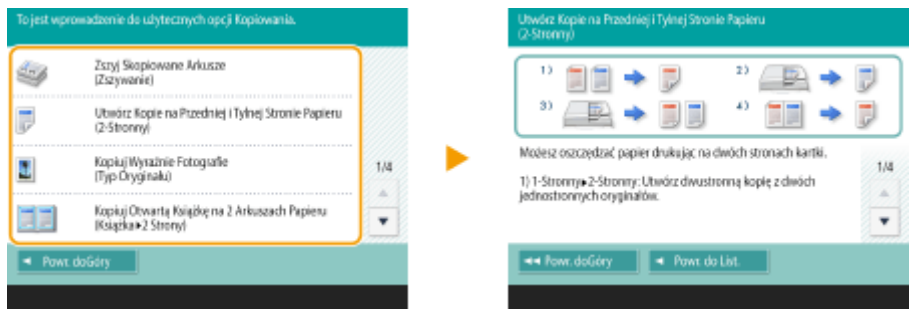 To jest wprowadzenie do użytecznych opcji Kopiowania.
Zszyj Skopiowane Arkusze
(Zszywanie)
Utwórz Kopie na Przedniej i Tylnej Stronie Papieru
(2-Stronny)
Kopiuj Wyraźnie Fotografie
(Typ Oryginału)
Kopiuj Otwartą Książkę na 2 Arkuszach Papieru
(Książka▸2 Strony)
1/4
Powr. doGóry
Utwórz Kopie na Przedniej i Tylnej Stronie Papieru
(2-Stronny)
1) 2)
3) 4)
Możesz oszczędzać papier drukując na dwóch stronach kartki.
1) 1-Stronny▸2-Stronny: Utwórz dwustronną kopię z dwóch
jednostronnych oryginałów.
1/4
Powr. doGóry
Powr. do List.